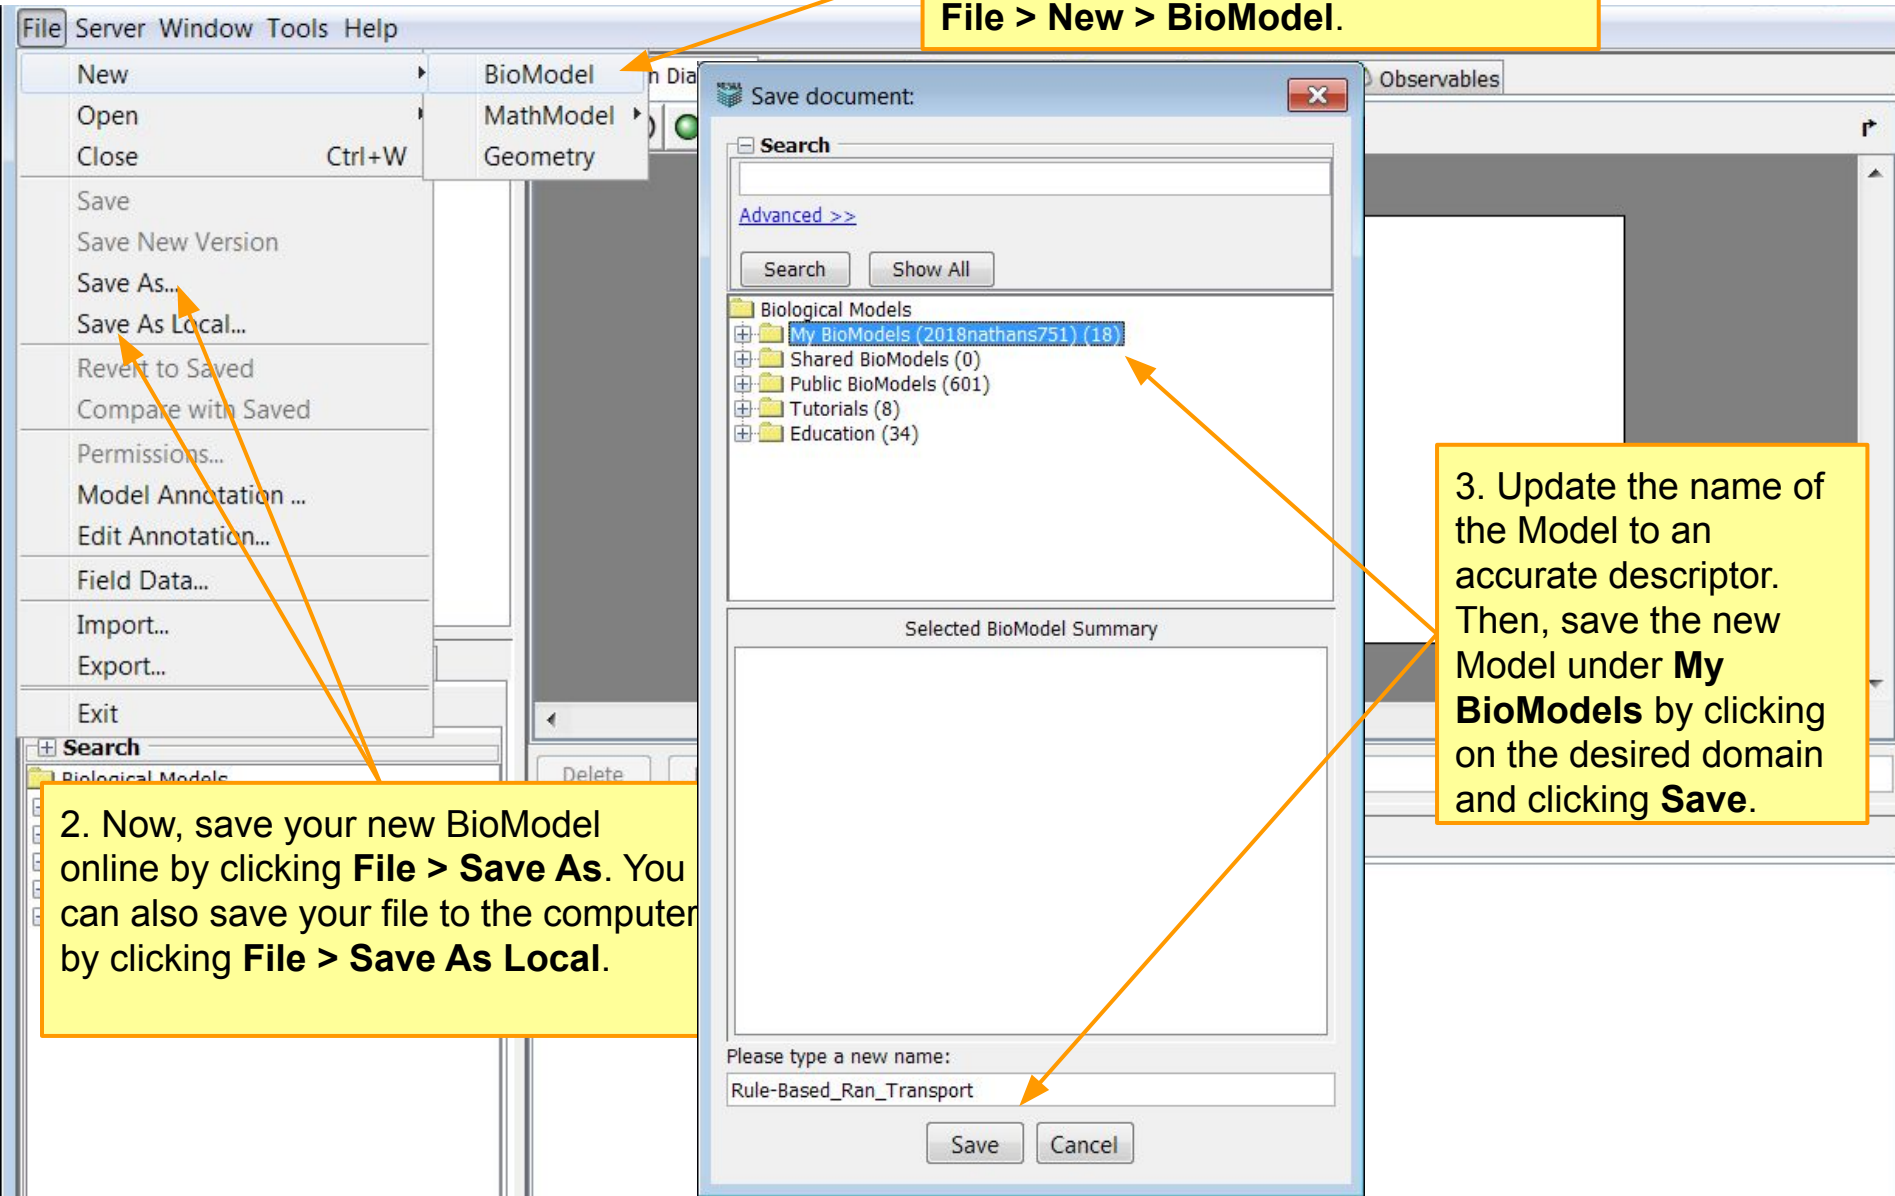 File > New > BioModel.
File Server Window Tools Help
New
BioModel
n Dia
Observables
Open
MathModel
Close Ctrl+W
Geometry
Save
Save New Version
Save As...
Save As Local...
Revert to Saved
Compare with Saved
Permissions...
Model Annotation ...
Edit Annotation...
Field Data...
Import...
Export...
Exit
Search
Biological Models
Delete
2. Now, save your new BioModel
online by clicking File > Save As. You
can also save your file to the computer
by clicking File > Save As Local.
Save document:
Search
Advanced >>
Search Show All
Biological Models
My BioModels (2018nathans751) (18)
Shared BioModels (0)
Public BioModels (601)
Tutorials (8)
Education (34)
Selected BioModel Summary
Please type a new name:
Rule-Based_Ran_Transport
Save Cancel
3. Update the name of
the Model to an
accurate descriptor.
Then, save the new
Model under My
BioModels by clicking
on the desired domain
and clicking Save.